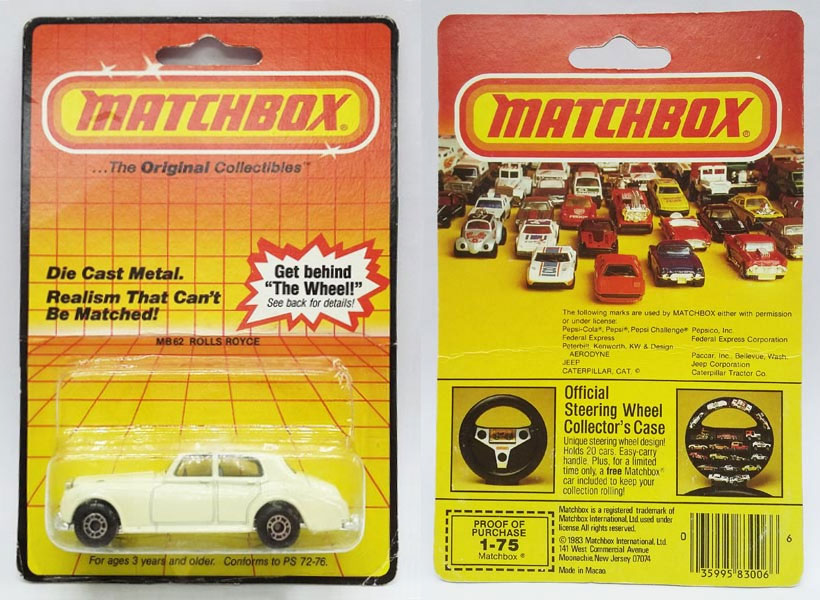 MATCHBOX®
...The Original Collectibles™
Die Cast Metal.
Realism That Can't
Be Matched!
Get behind
"The Wheel!"
See back for details!
MB62 ROLLS ROYCE
For ages 3 years and older. Conforms to PS 72-76.
MATCHBOX®
The following marks are used by MATCHBOX either with permission
or under license:
Pepsi-Cola®, Pepsi®, Pepsi Challenge® Pepsico, Inc.
Federal Express Federal Express Corporation
Peterbilt, Kenworth, KW & Design
AERODYNE Paccar, Inc., Bellevue, Wash.
JEEP Jeep Corporation
CATERPILLAR, CAT. © Caterpillar Tractor Co.
Official
Steering Wheel
Collector's Case
Unique steering wheel design!
Holds 20 cars. Easy-carry
handle. Plus, for a limited
time only, a free Matchbox®
car included to keep your
collection rolling!
PROOF OF
PURCHASE
1-75
Matchbox®
Matchbox is a registered trademark of
Matchbox International, Ltd. used under
license. All rights reserved.
©1983 Matchbox International, Ltd.
141 West Commercial Avenue
Moonachie, New Jersey 07074
Made in Macao
0 35995 83006 6